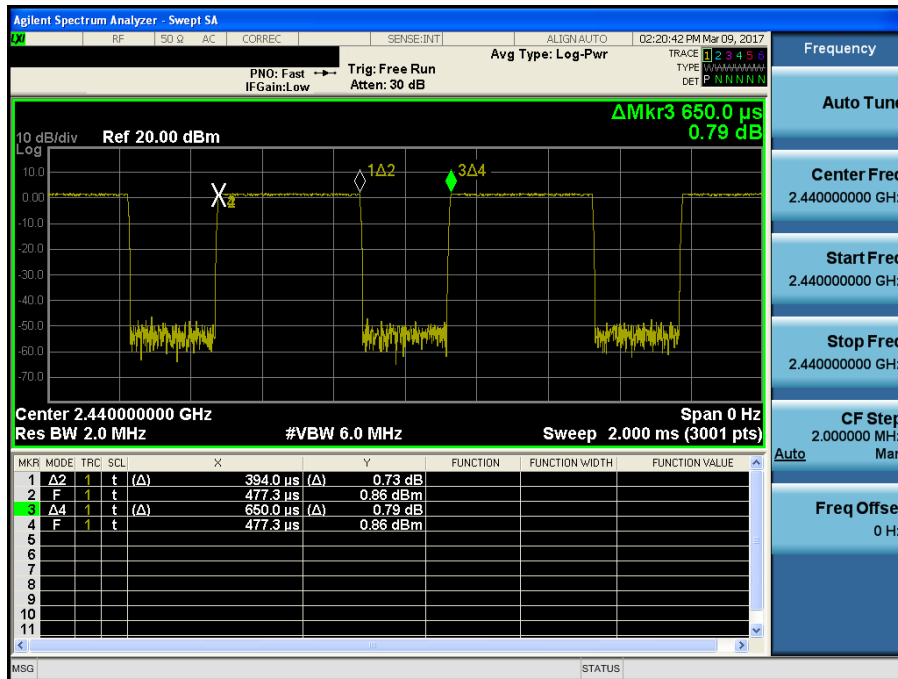 Agilent Spectrum Analyzer - Swept SA
LXI RF 50 Ω AC CORREC SENSE:INT ALIGN AUTO 02:20:42 PM Mar 09, 2017
Frequency
Avg Type: Log-Pwr
TRACE 1 2 3 4 5 6
PNO: Fast Trig: Free Run TYPE WWWWWW
IFGain:Low Atten: 30 dB DET P N N N N N
Auto Tune
ΔMkr3 650.0 µs
10 dB/div Ref 20.00 dBm 0.79 dB
Log
10.0
1Δ2 3Δ4
0.00
-10.0
-20.0
-30.0
-40.0
-50.0
-60.0
-70.0
Center Freq
2.440000000 GHz
Start Freq
2.440000000 GHz
Stop Freq
2.440000000 GHz
Center 2.440000000 GHz Span 0 Hz
Res BW 2.0 MHz #VBW 6.0 MHz Sweep 2.000 ms (3001 pts)
CF Step
2.000000 MHz
Auto Man
MKR MODE TRC SCL X Y FUNCTION FUNCTION WIDTH FUNCTION VALUE
1 Δ2 1 t (Δ) 394.0 µs (Δ) 0.73 dB
2 F 1 t 477.3 µs 0.86 dBm
3 Δ4 1 t (Δ) 650.0 µs (Δ) 0.79 dB
4 F 1 t 477.3 µs 0.86 dBm
5
6
7
8
9
10
11
Freq Offset
0 Hz
MSG STATUS